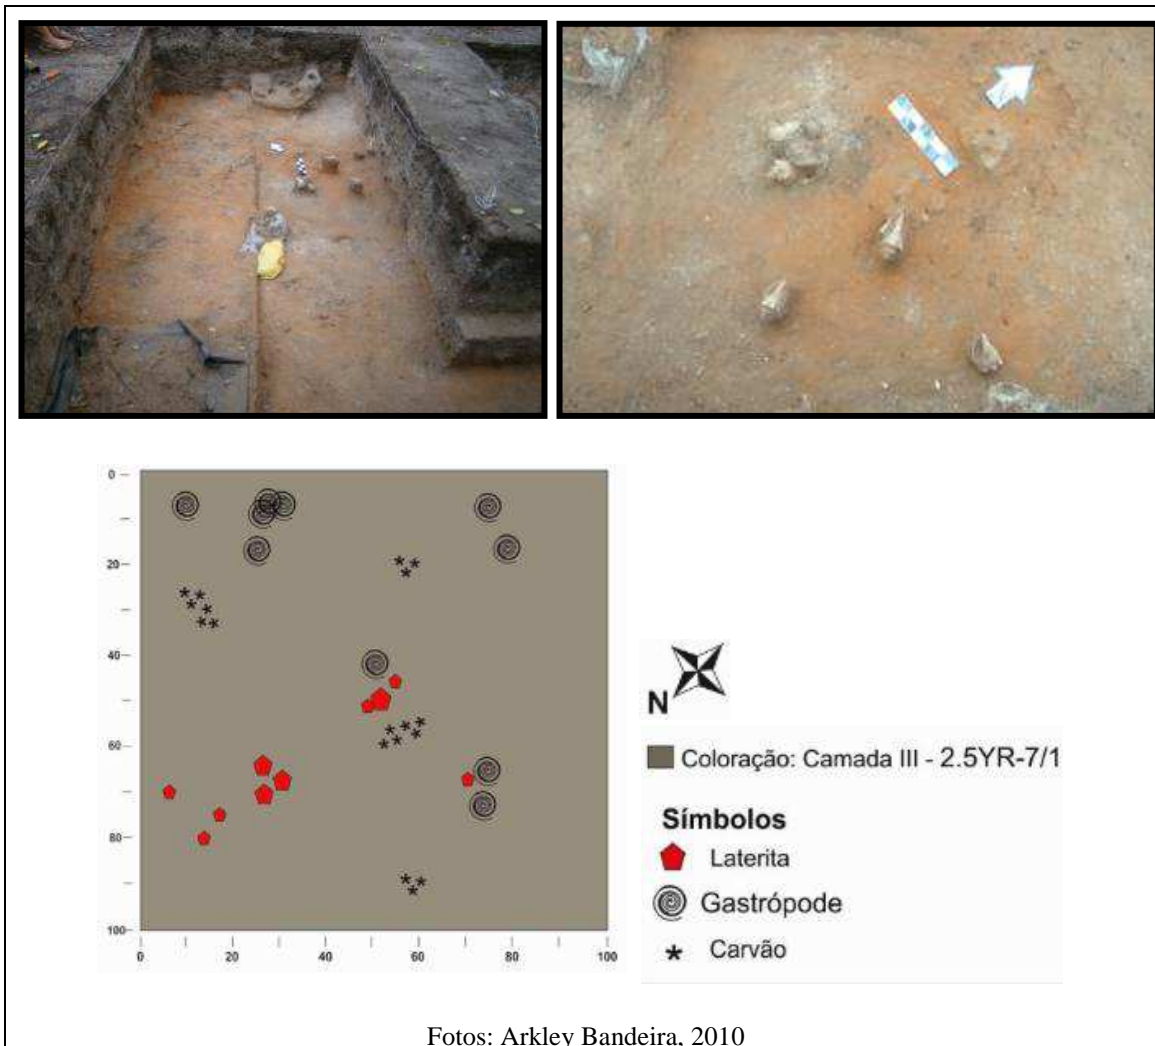 0
20
40
60
80
100
0 20 40 60 80 100
N
Coloração: Camada III - 2.5YR-7/1
Símbolos
Laterita
Gastrópode
Carvão
Fotos: Arkley Bandeira, 2010